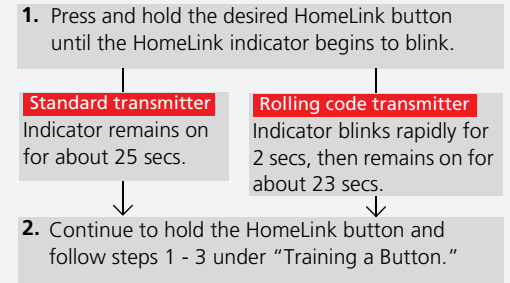 1. Press and hold the desired HomeLink button
until the HomeLink indicator begins to blink.
Standard transmitter
Indicator remains on
for about 25 secs.
Rolling code transmitter
Indicator blinks rapidly for
2 secs, then remains on for
about 23 secs.
2. Continue to hold the HomeLink button and
follow steps 1 - 3 under “Training a Button.”